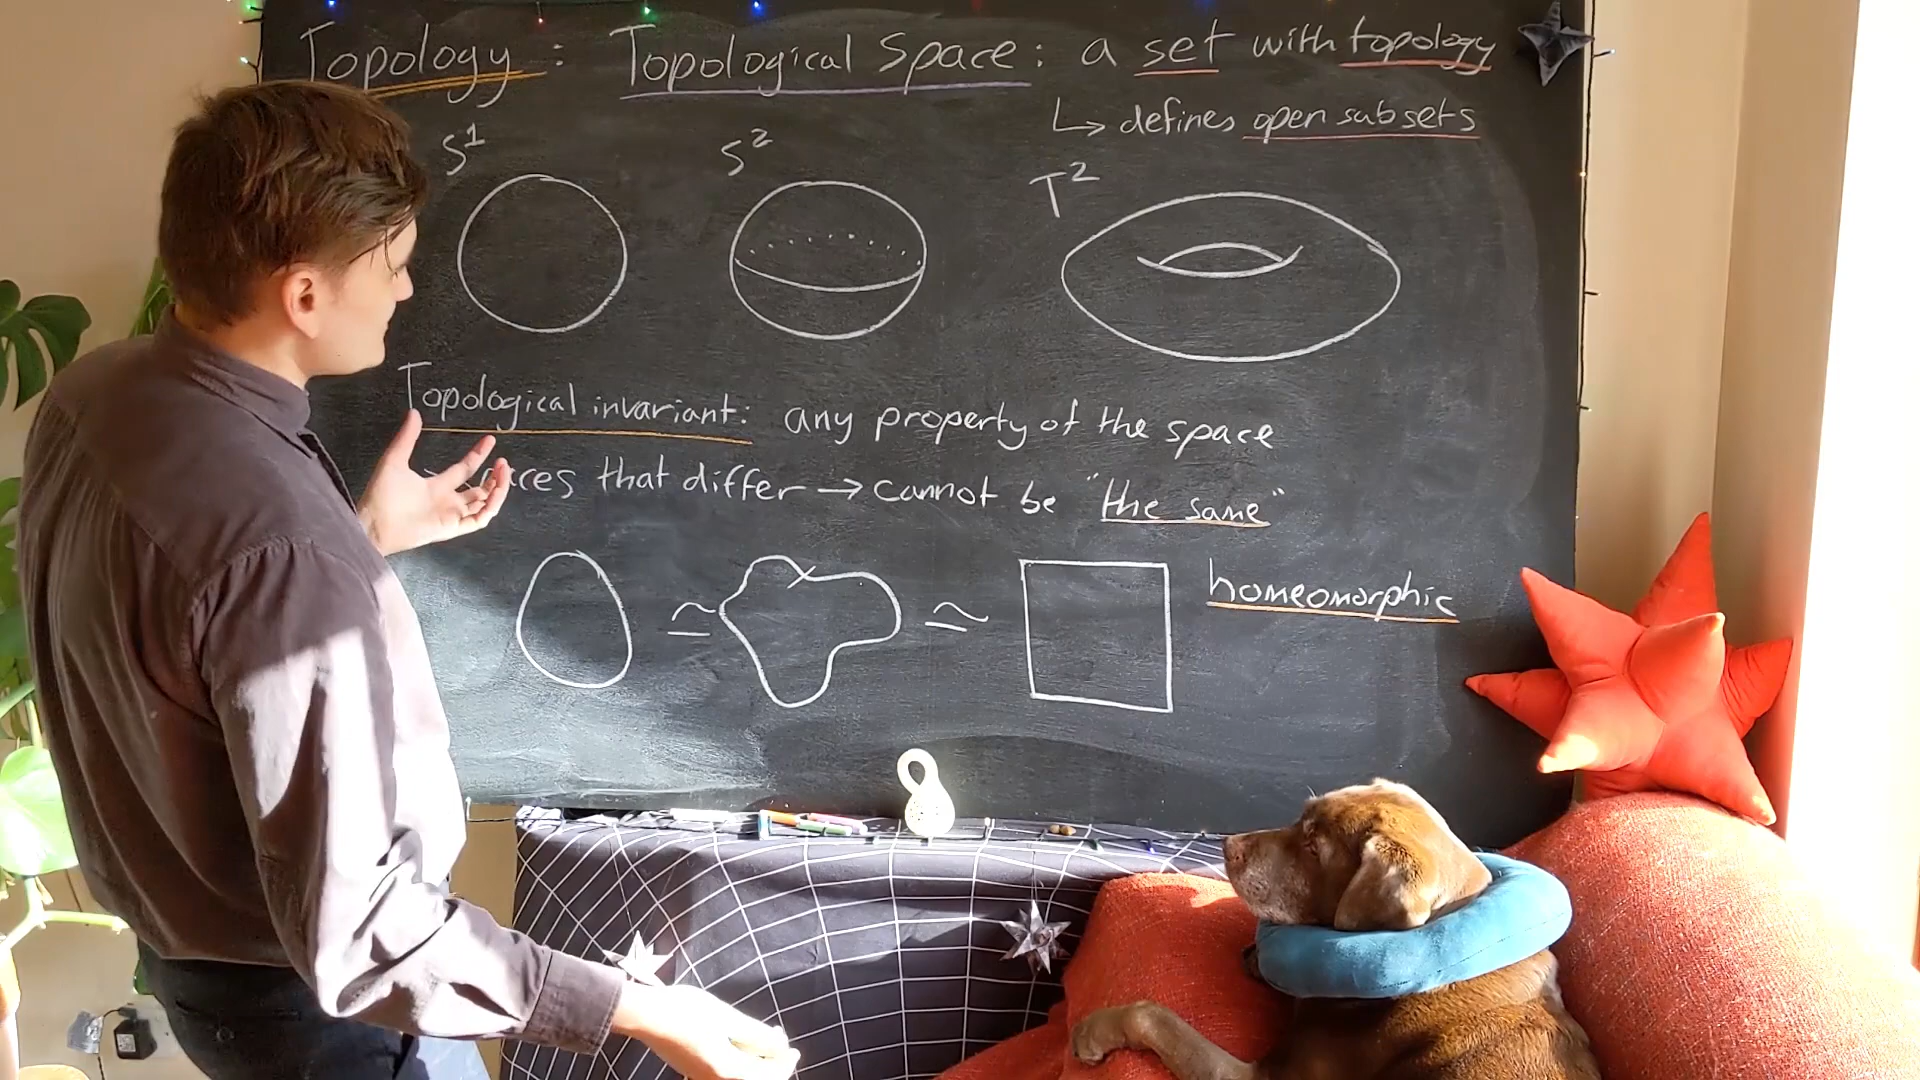 Topology: Topological Space: a set with topology
↳ defines open subsets
S¹ S² T²
Topological invariant: any property of the space
that differ → cannot be "the same"
≅ ≅ homeomorphic